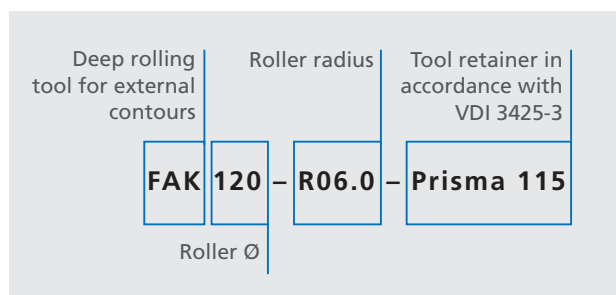 Deep rolling
tool for external
contours
Roller radius
Tool retainer in
accordance with
VDI 3425-3
FAK 120 – R06.0 – Prisma 115
Roller Ø